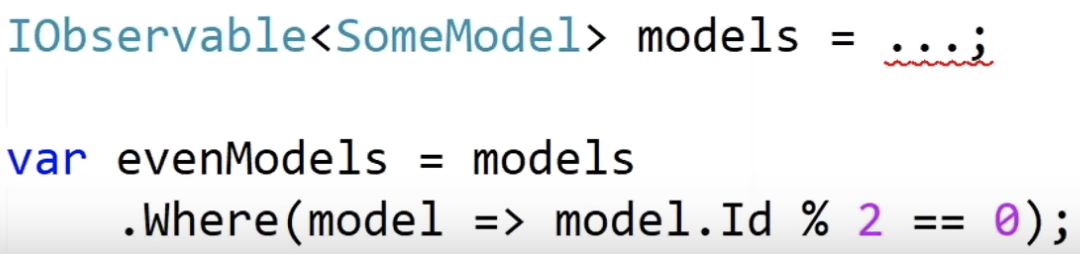 IObservable<SomeModel> models = ...;
var evenModels = models
.Where(model => model.Id % 2 == 0);